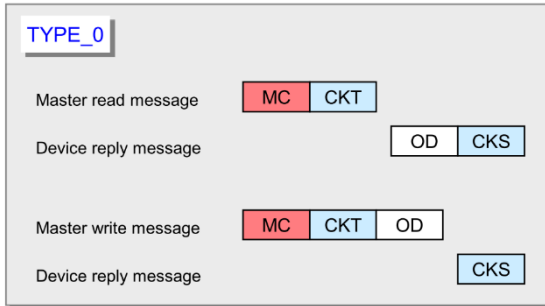 TYPE_0
Master read message MC CKT
Device reply message OD CKS
Master write message MC CKT OD
Device reply message CKS